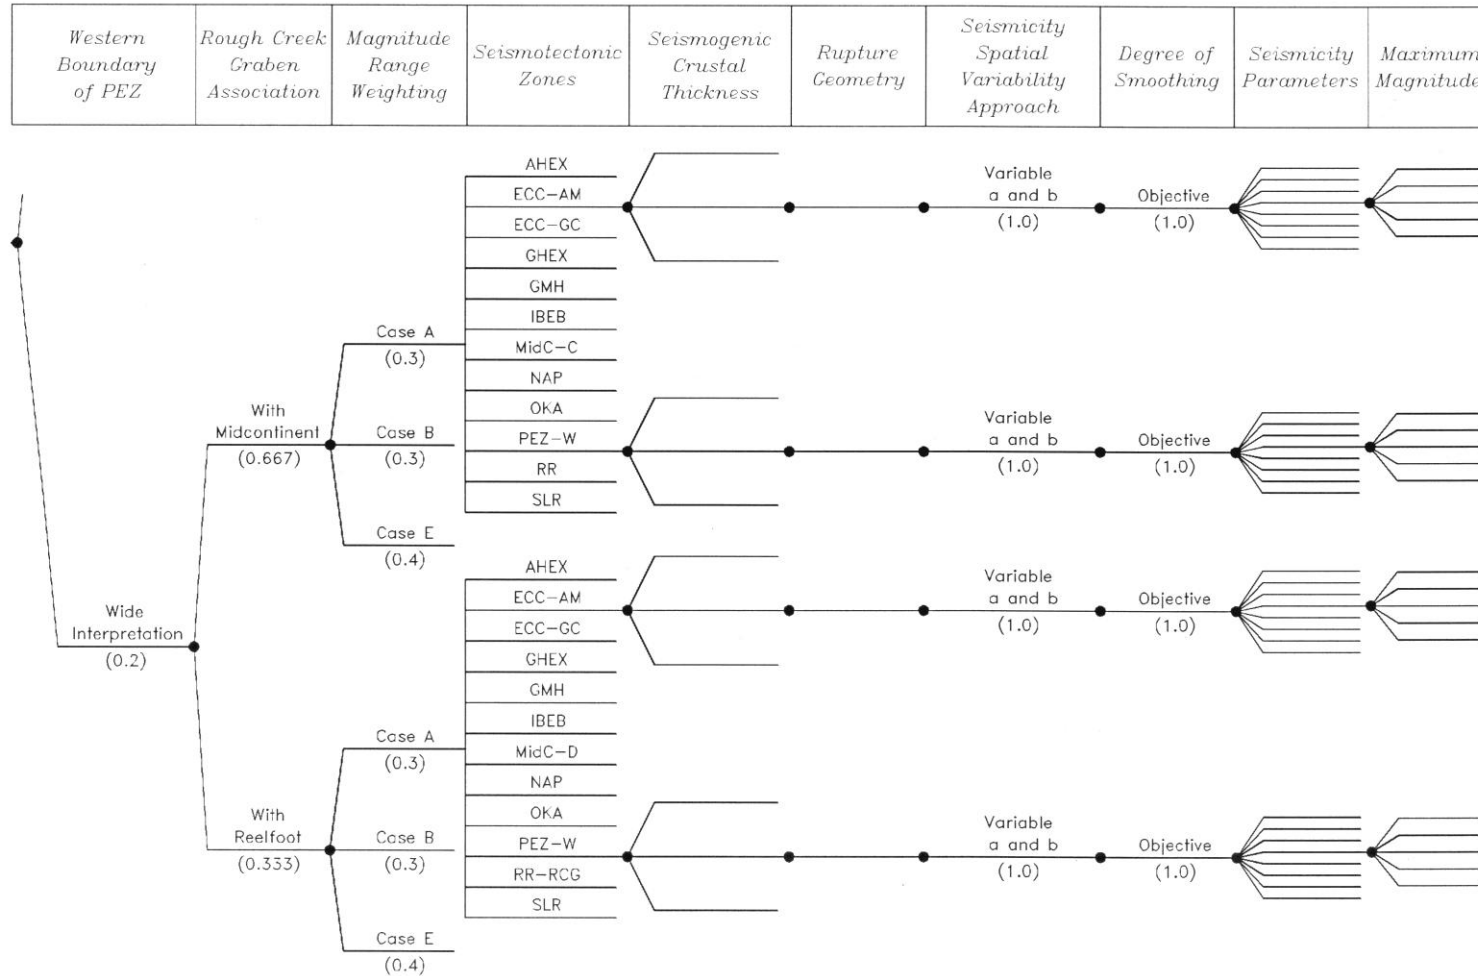 Western
Boundary
of PEZ
Rough Creek
Graben
Association
Magnitude
Range
Weighting
Seismotectonic
Zones
Seismogenic
Crustal
Thickness
Rupture
Geometry
Seismicity
Spatial
Variability
Approach
Degree of
Smoothing
Seismicity
Parameters
Maximum
Magnitude
Wide
Interpretation
(0.2)
With
Midcontinent
(0.667)
Case A
(0.3)
Case B
(0.3)
Case E
(0.4)
AHEX
ECC-AM
ECC-GC
GHEX
GMH
IBEB
MidC-C
NAP
OKA
PEZ-W
RR
SLR
Variable
a and b
(1.0)
Objective
(1.0)
Variable
a and b
(1.0)
Objective
(1.0)
With
Reelfoot
(0.333)
Case A
(0.3)
Case B
(0.3)
Case E
(0.4)
AHEX
ECC-AM
ECC-GC
GHEX
GMH
IBEB
MidC-D
NAP
OKA
PEZ-W
RR-RCG
SLR
Variable
a and b
(1.0)
Objective
(1.0)
Variable
a and b
(1.0)
Objective
(1.0)